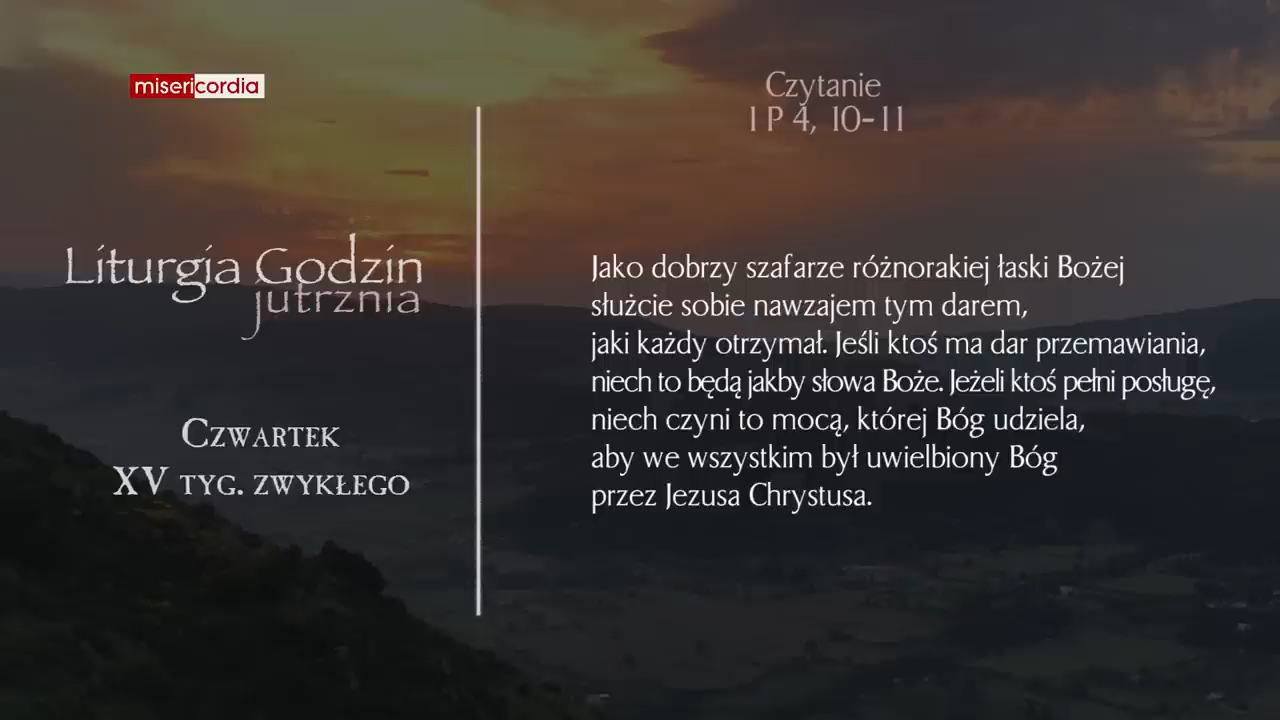 misericordia
Liturgia Godzin
jutrznia
Czwartek
XV tyg. zwykłego
Czytanie
1 P 4, 10-11
Jako dobrzy szafarze różnorakiej łaski Bożej
służcie sobie nawzajem tym darem,
jaki każdy otrzymał. Jeśli ktoś ma dar przemawiania,
niech to będą jakby słowa Boże. Jeżeli ktoś pełni posługę,
niech czyni to mocą, której Bóg udziela,
aby we wszystkim był uwielbiony Bóg
przez Jezusa Chrystusa.